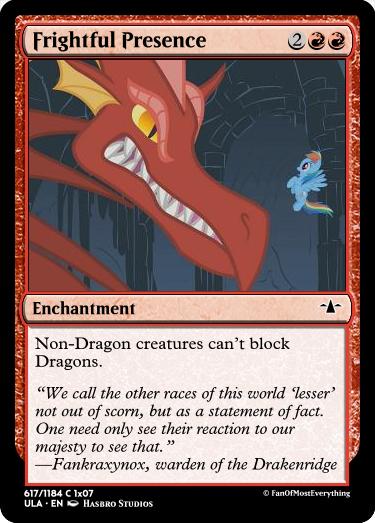 Frightful Presence 2
Enchantment
Non-Dragon creatures can't block
Dragons.
“We call the other races of this world ‘lesser’
not out of scorn, but as a statement of fact.
One need only see their reaction to our
majesty to see that.”
—Fankraxynox, warden of the Drakenridge
617/1184 C 1x07
ULA • EN Hasbro Studios
© FanOfMostEverything